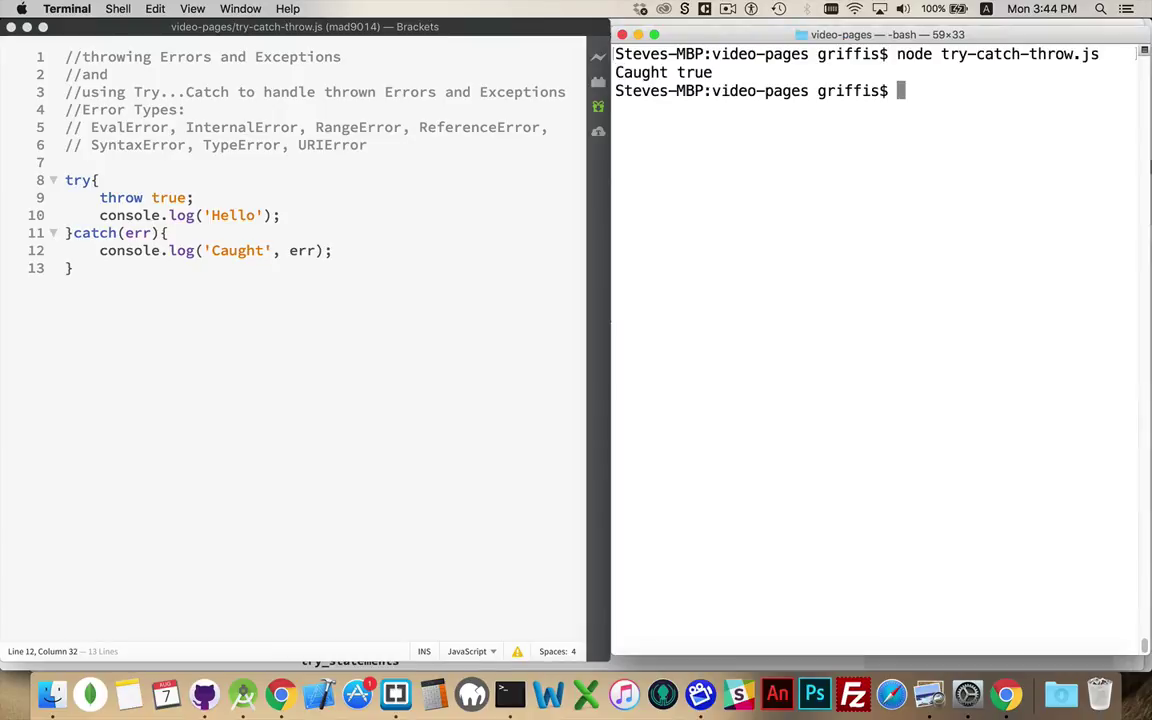 Terminal Shell Edit View Window Help
100% A Mon 3:44 PM
video-pages/try-catch-throw.js (mad9014) — Brackets
1 //throwing Errors and Exceptions
2 //and
3 //using Try...Catch to handle thrown Errors and Exceptions
4 //Error Types:
5 // EvalError, InternalError, RangeError, ReferenceError,
6 // SyntaxError, TypeError, URIError
7
8 try{
9 throw true;
10 console.log('Hello');
11 }catch(err){
12 console.log('Caught', err);
13 }
Line 12, Column 32 — 13 Lines
INS JavaScript Spaces: 4
try_statements
video-pages — -bash — 59×33
Steves-MBP:video-pages griffis$ node try-catch-throw.js
Caught true
Steves-MBP:video-pages griffis$
AUG
7
1
An
Ps
Fz